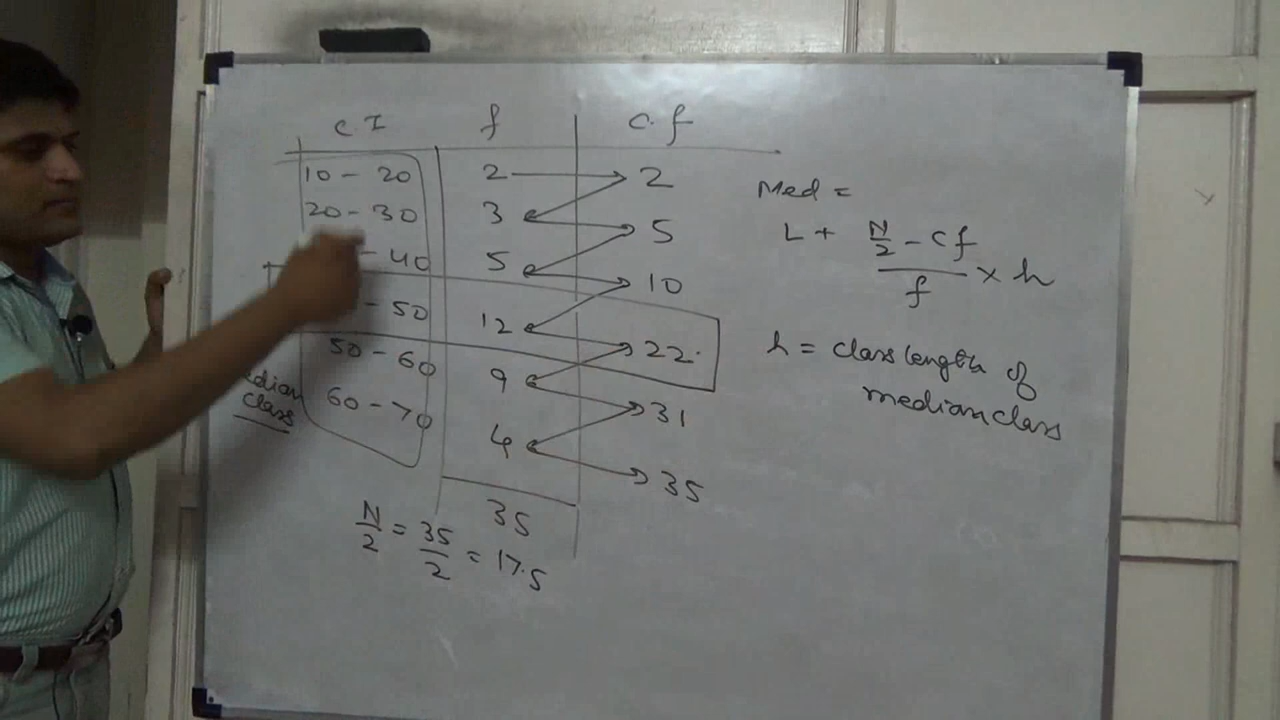 C.I f C.f
10 - 20 2 2
20 - 30 3 5
- 40 5 10
- 50 12 22
50 - 60 9 31
60 - 70 4 35
35
class
N/2 = 35/2 = 17.5
Med =
L + N/2 - Cf / f × h
h = class length of
median class